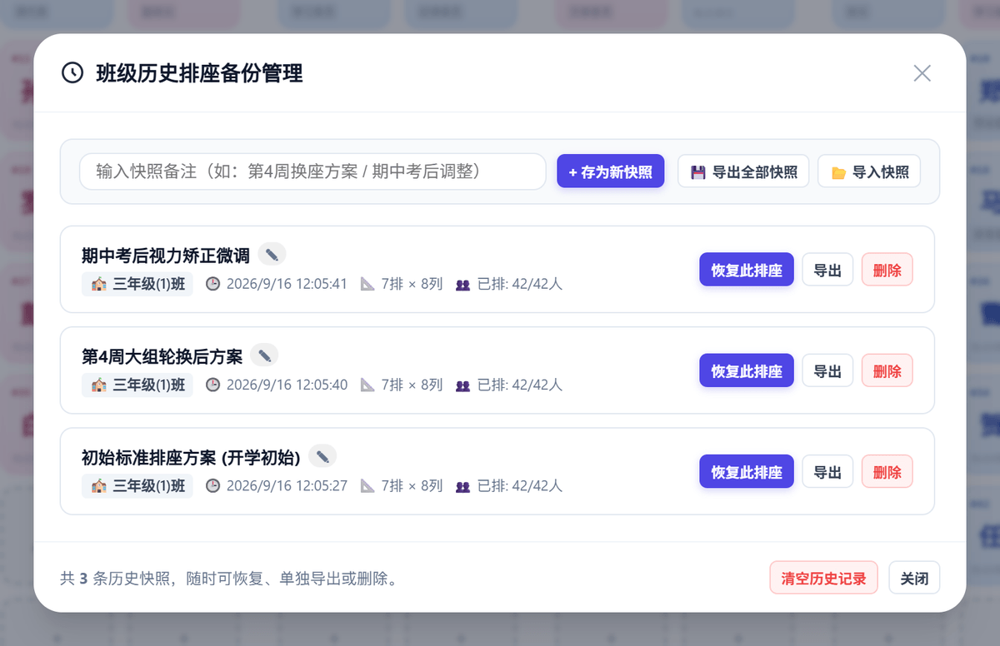 班级历史排座备份管理
输入快照备注（如：第4周换座方案 / 期中考后调整）
+ 存为新快照
导出全部快照
导入快照
期中考后视力矫正微调
三年级(1)班 2026/9/16 12:05:41 7排 × 8列 已排: 42/42人
恢复此排座 导出 删除
第4周大组轮换后方案
三年级(1)班 2026/9/16 12:05:40 7排 × 8列 已排: 42/42人
恢复此排座 导出 删除
初始标准排座方案 (开学初始)
三年级(1)班 2026/9/16 12:05:27 7排 × 8列 已排: 42/42人
恢复此排座 导出 删除
共 3 条历史快照，随时可恢复、单独导出或删除。
清空历史记录 关闭